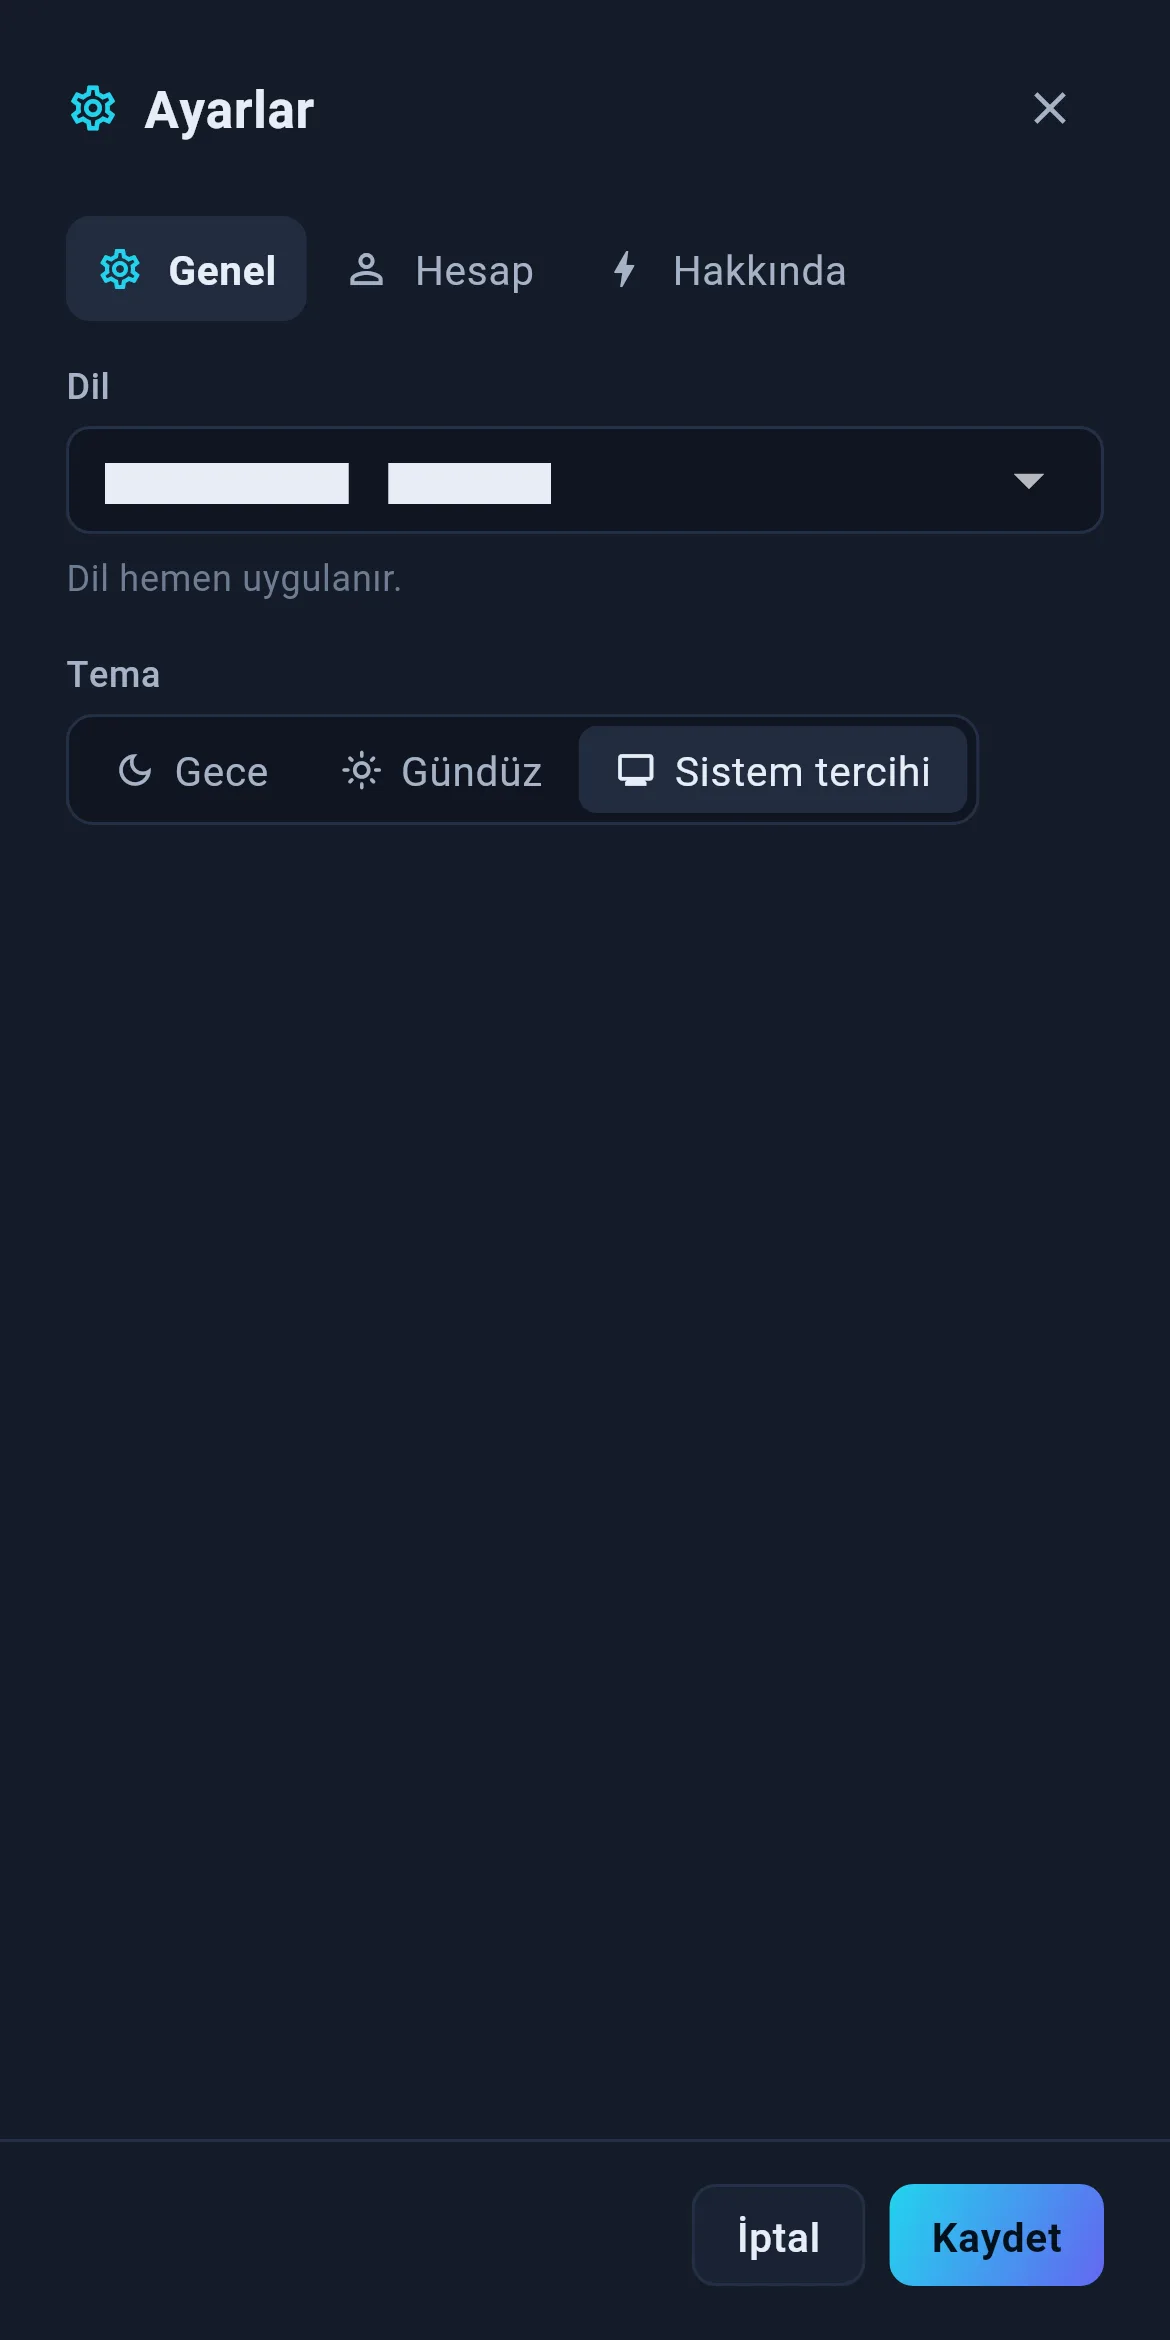 Ayarlar
Genel Hesap Hakkında
Dil
Dil hemen uygulanır.
Tema
Gece Gündüz Sistem tercihi
İptal Kaydet